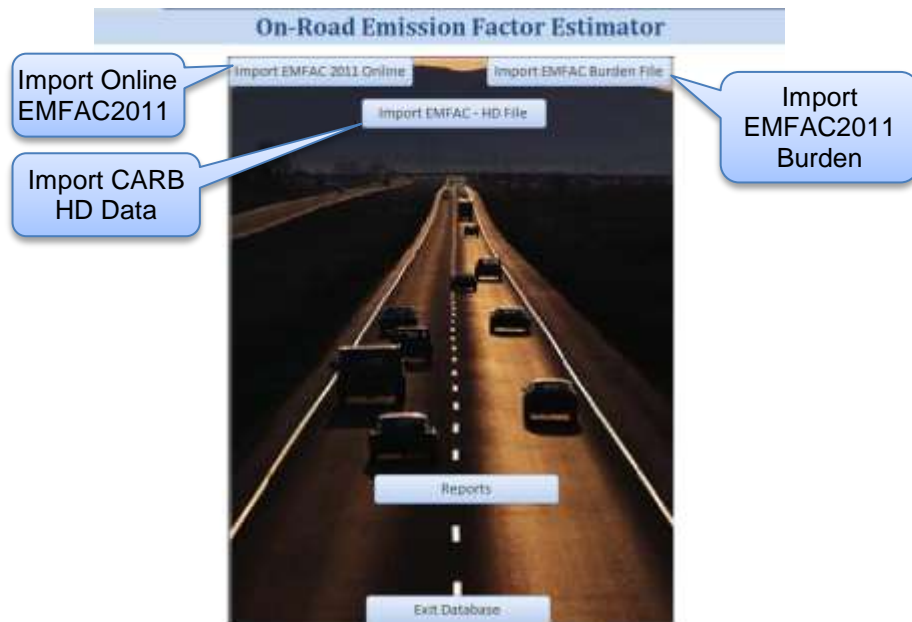 On-Road Emission Factor Estimator
Import Online
EMFAC2011
Import EMFAC 2011 Online
Import EMFAC Burden File
Import
EMFAC2011
Burden
Import EMFAC - HD File
Import CARB
HD Data
Reports
Exit Database